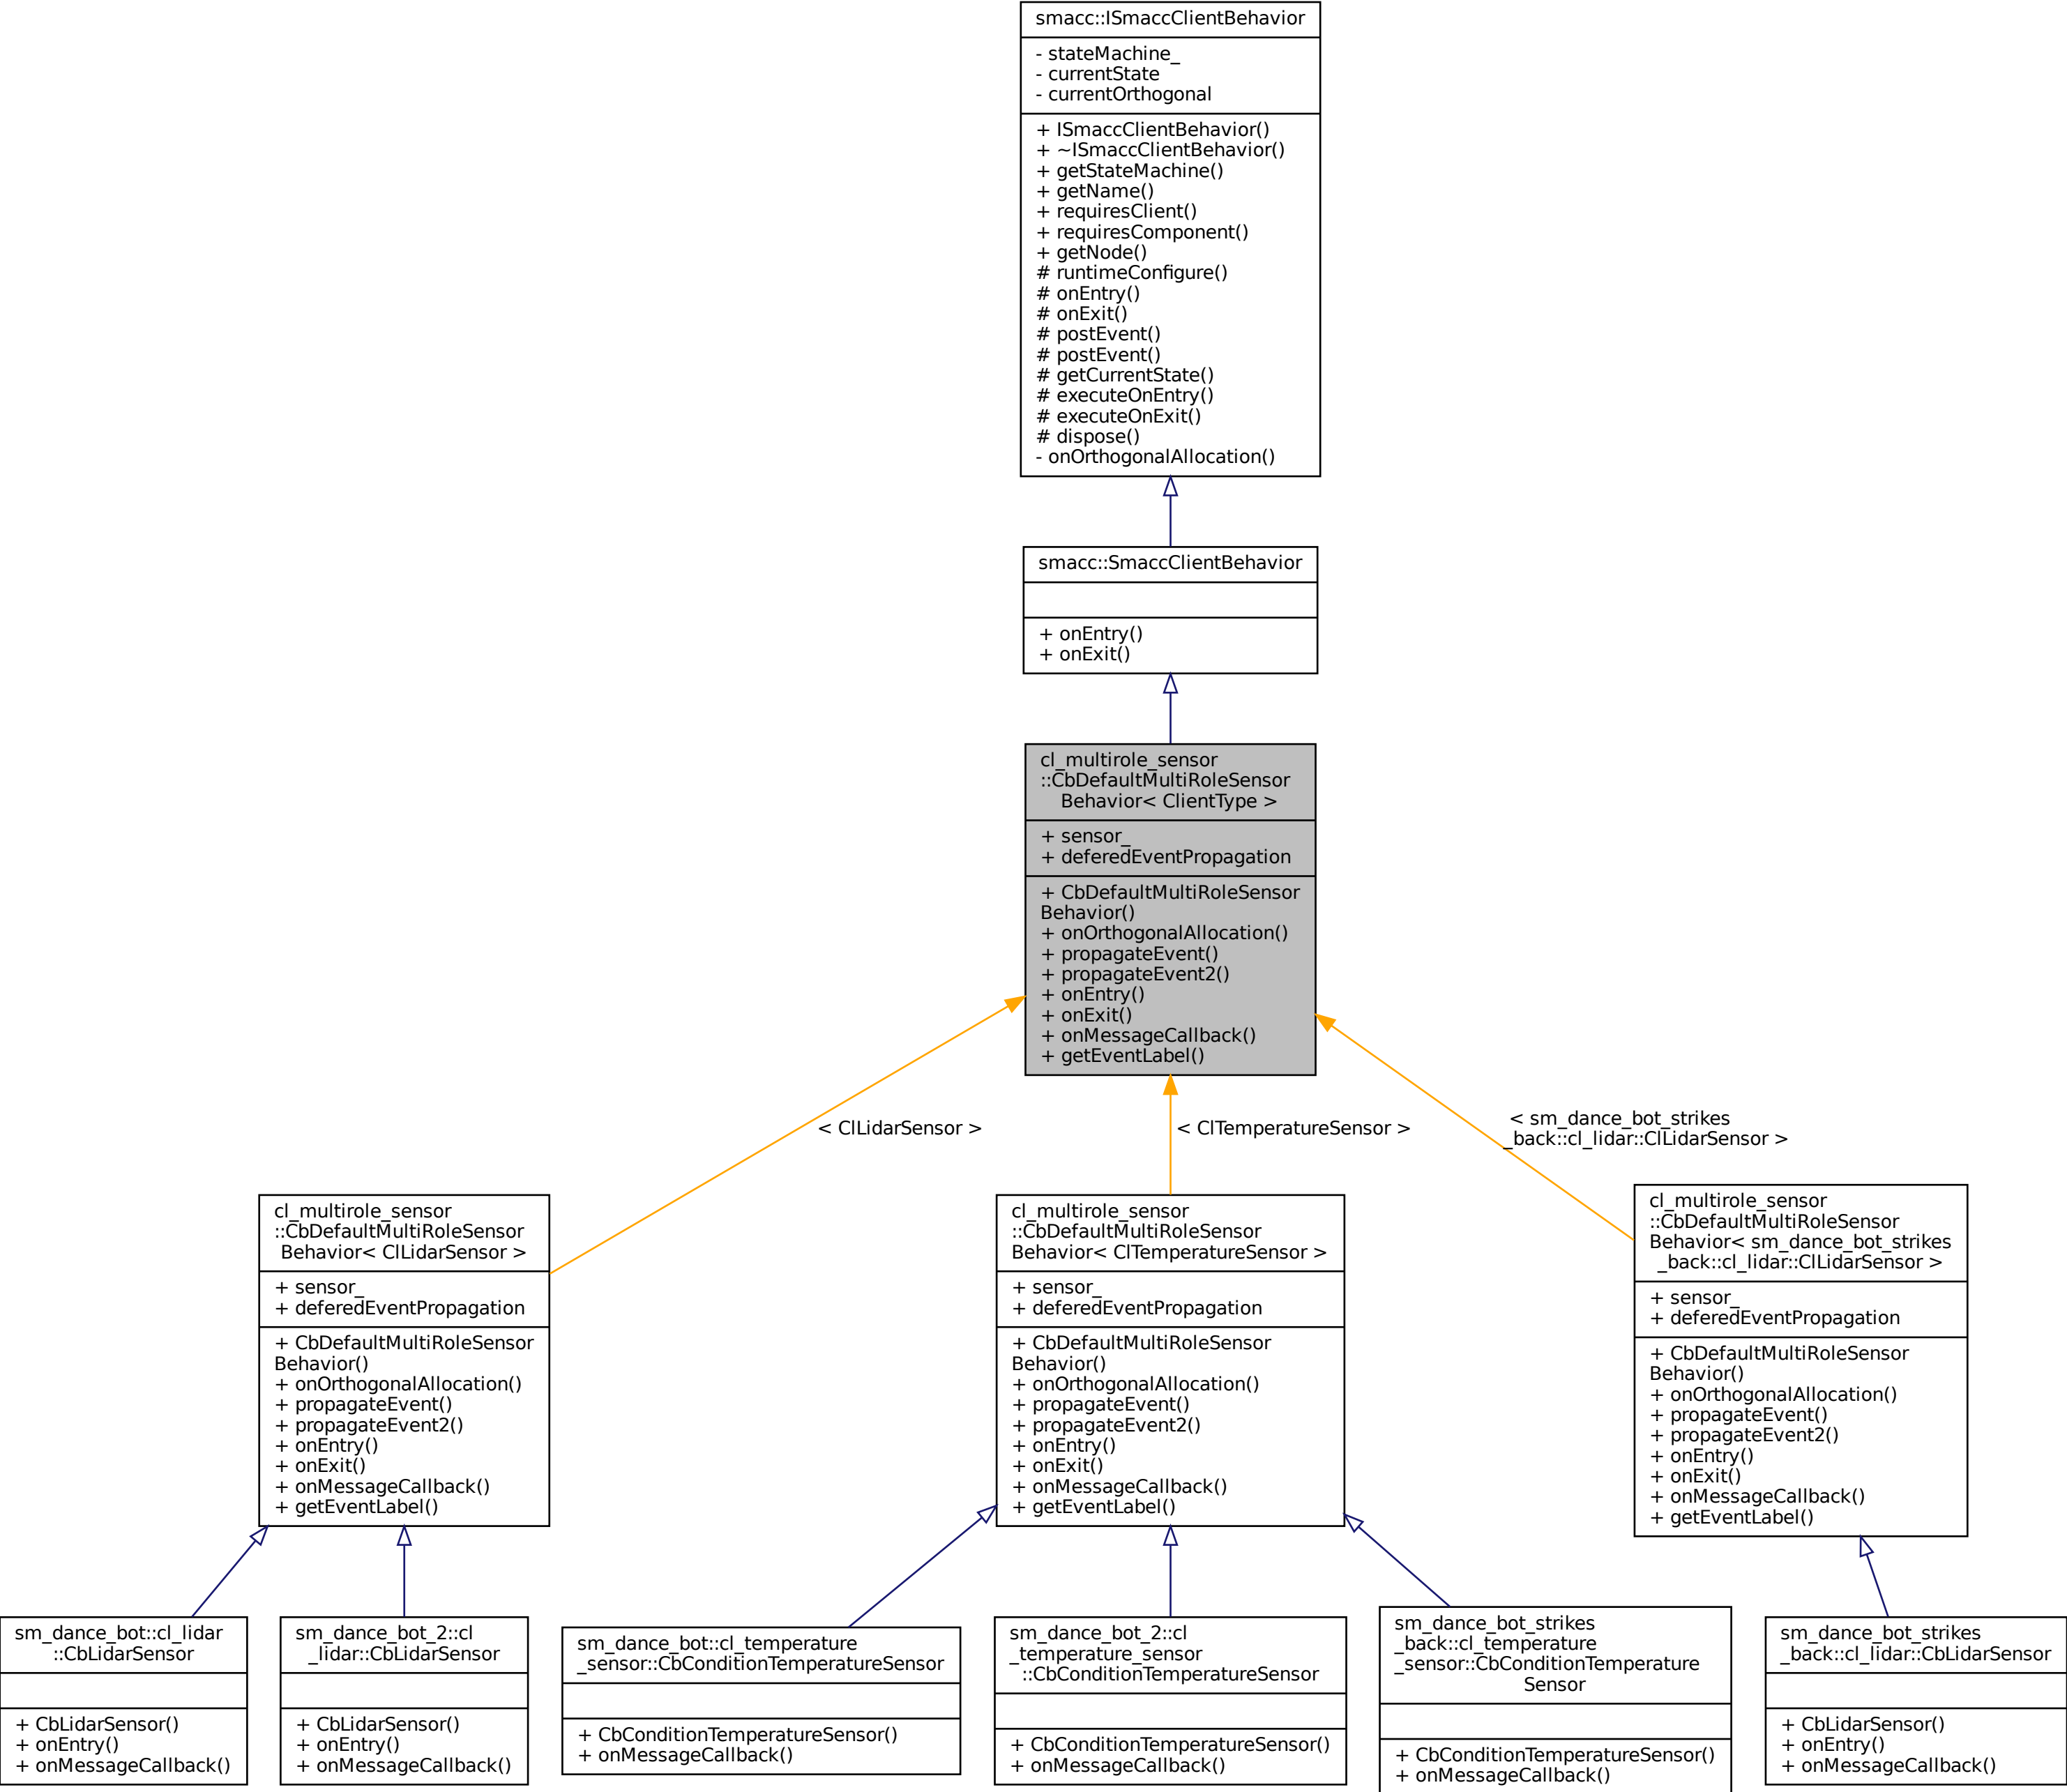 smacc::ISmaccClientBehavior
- stateMachine_
- currentState
- currentOrthogonal
+ ISmaccClientBehavior()
+ ~ISmaccClientBehavior()
+ getStateMachine()
+ getName()
+ requiresClient()
+ requiresComponent()
+ getNode()
# runtimeConfigure()
# onEntry()
# onExit()
# postEvent()
# postEvent()
# getCurrentState()
# executeOnEntry()
# executeOnExit()
# dispose()
- onOrthogonalAllocation()
smacc::SmaccClientBehavior
+ onEntry()
+ onExit()
cl_multirole_sensor
::CbDefaultMultiRoleSensor
Behavior< ClientType >
+ sensor_
+ deferedEventPropagation
+ CbDefaultMultiRoleSensor
Behavior()
+ onOrthogonalAllocation()
+ propagateEvent()
+ propagateEvent2()
+ onEntry()
+ onExit()
+ onMessageCallback()
+ getEventLabel()
< ClLidarSensor >
< ClTemperatureSensor >
< sm_dance_bot_strikes
_back::cl_lidar::ClLidarSensor >
cl_multirole_sensor
::CbDefaultMultiRoleSensor
Behavior< ClLidarSensor >
+ sensor_
+ deferedEventPropagation
+ CbDefaultMultiRoleSensor
Behavior()
+ onOrthogonalAllocation()
+ propagateEvent()
+ propagateEvent2()
+ onEntry()
+ onExit()
+ onMessageCallback()
+ getEventLabel()
cl_multirole_sensor
::CbDefaultMultiRoleSensor
Behavior< ClTemperatureSensor >
+ sensor_
+ deferedEventPropagation
+ CbDefaultMultiRoleSensor
Behavior()
+ onOrthogonalAllocation()
+ propagateEvent()
+ propagateEvent2()
+ onEntry()
+ onExit()
+ onMessageCallback()
+ getEventLabel()
cl_multirole_sensor
::CbDefaultMultiRoleSensor
Behavior< sm_dance_bot_strikes
_back::cl_lidar::ClLidarSensor >
+ sensor_
+ deferedEventPropagation
+ CbDefaultMultiRoleSensor
Behavior()
+ onOrthogonalAllocation()
+ propagateEvent()
+ propagateEvent2()
+ onEntry()
+ onExit()
+ onMessageCallback()
+ getEventLabel()
sm_dance_bot::cl_lidar
::CbLidarSensor
+ CbLidarSensor()
+ onEntry()
+ onMessageCallback()
sm_dance_bot_2::cl
_lidar::CbLidarSensor
+ CbLidarSensor()
+ onEntry()
+ onMessageCallback()
sm_dance_bot::cl_temperature
_sensor::CbConditionTemperatureSensor
+ CbConditionTemperatureSensor()
+ onMessageCallback()
sm_dance_bot_2::cl
_temperature_sensor
::CbConditionTemperatureSensor
+ CbConditionTemperatureSensor()
+ onMessageCallback()
sm_dance_bot_strikes
_back::cl_temperature
_sensor::CbConditionTemperature
Sensor
+ CbConditionTemperatureSensor()
+ onMessageCallback()
sm_dance_bot_strikes
_back::cl_lidar::CbLidarSensor
+ CbLidarSensor()
+ onEntry()
+ onMessageCallback()